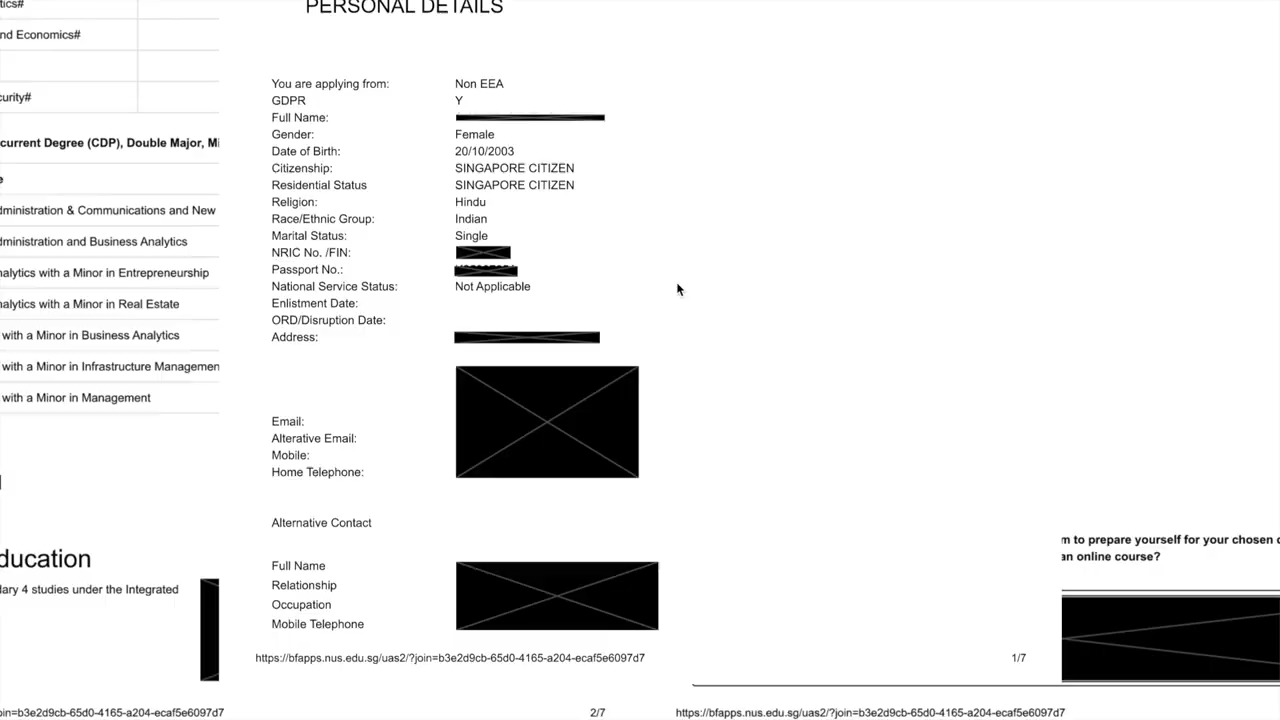 tics#
nd Economics#
curity#
current Degree (CDP), Double Major, Mi
e
dministration & Communications and New
dministration and Business Analytics
nalytics with a Minor in Entrepreneurship
nalytics with a Minor in Real Estate
with a Minor in Business Analytics
with a Minor in Infrastructure Managemen
with a Minor in Management
ducation
lary 4 studies under the Integrated
oin=b3e2d9cb-65d0-4165-a204-ecaf5e6097d7
2/7
PERSONAL DETAILS
You are applying from: Non EEA
GDPR Y
Full Name:
Gender: Female
Date of Birth: 20/10/2003
Citizenship: SINGAPORE CITIZEN
Residential Status SINGAPORE CITIZEN
Religion: Hindu
Race/Ethnic Group: Indian
Marital Status: Single
NRIC No. /FIN:
Passport No.:
National Service Status: Not Applicable
Enlistment Date:
ORD/Disruption Date:
Address:
Email:
Alterative Email:
Mobile:
Home Telephone:
Alternative Contact
Full Name
Relationship
Occupation
Mobile Telephone
https://bfapps.nus.edu.sg/uas2/?join=b3e2d9cb-65d0-4165-a204-ecaf5e6097d7
1/7
m to prepare yourself for your chosen d
an online course?
https://bfapps.nus.edu.sg/uas2/?join=b3e2d9cb-65d0-4165-a204-ecaf5e6097d7